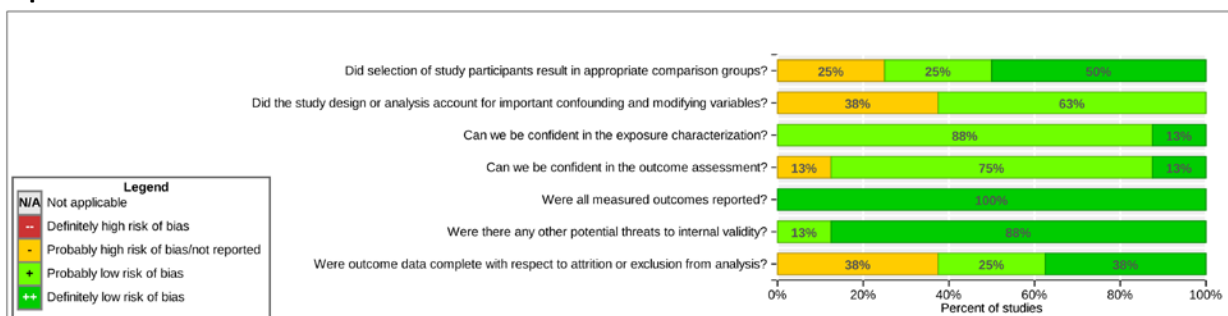 Did selection of study participants result in appropriate comparison groups?
25% 25% 50%
Did the study design or analysis account for important confounding and modifying variables?
38% 63%
Can we be confident in the exposure characterization?
88% 13%
Can we be confident in the outcome assessment?
13% 75% 13%
Were all measured outcomes reported?
100%
Were there any other potential threats to internal validity?
13% 88%
Were outcome data complete with respect to attrition or exclusion from analysis?
38% 25% 38%
0% 20% 40% 60% 80% 100%
Percent of studies
Legend
N/A Not applicable
-- Definitely high risk of bias
- Probably high risk of bias/not reported
+ Probably low risk of bias
++ Definitely low risk of bias